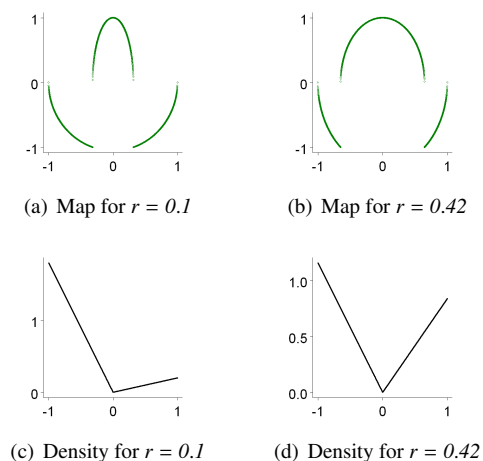 1
1
0
0
-1
-1
-1 0 1
-1 0 1
(a) Map for r = 0.1
(b) Map for r = 0.42
1
0
-1 0 1
1.0
0.5
0.0
-1 0 1
(c) Density for r = 0.1
(d) Density for r = 0.42